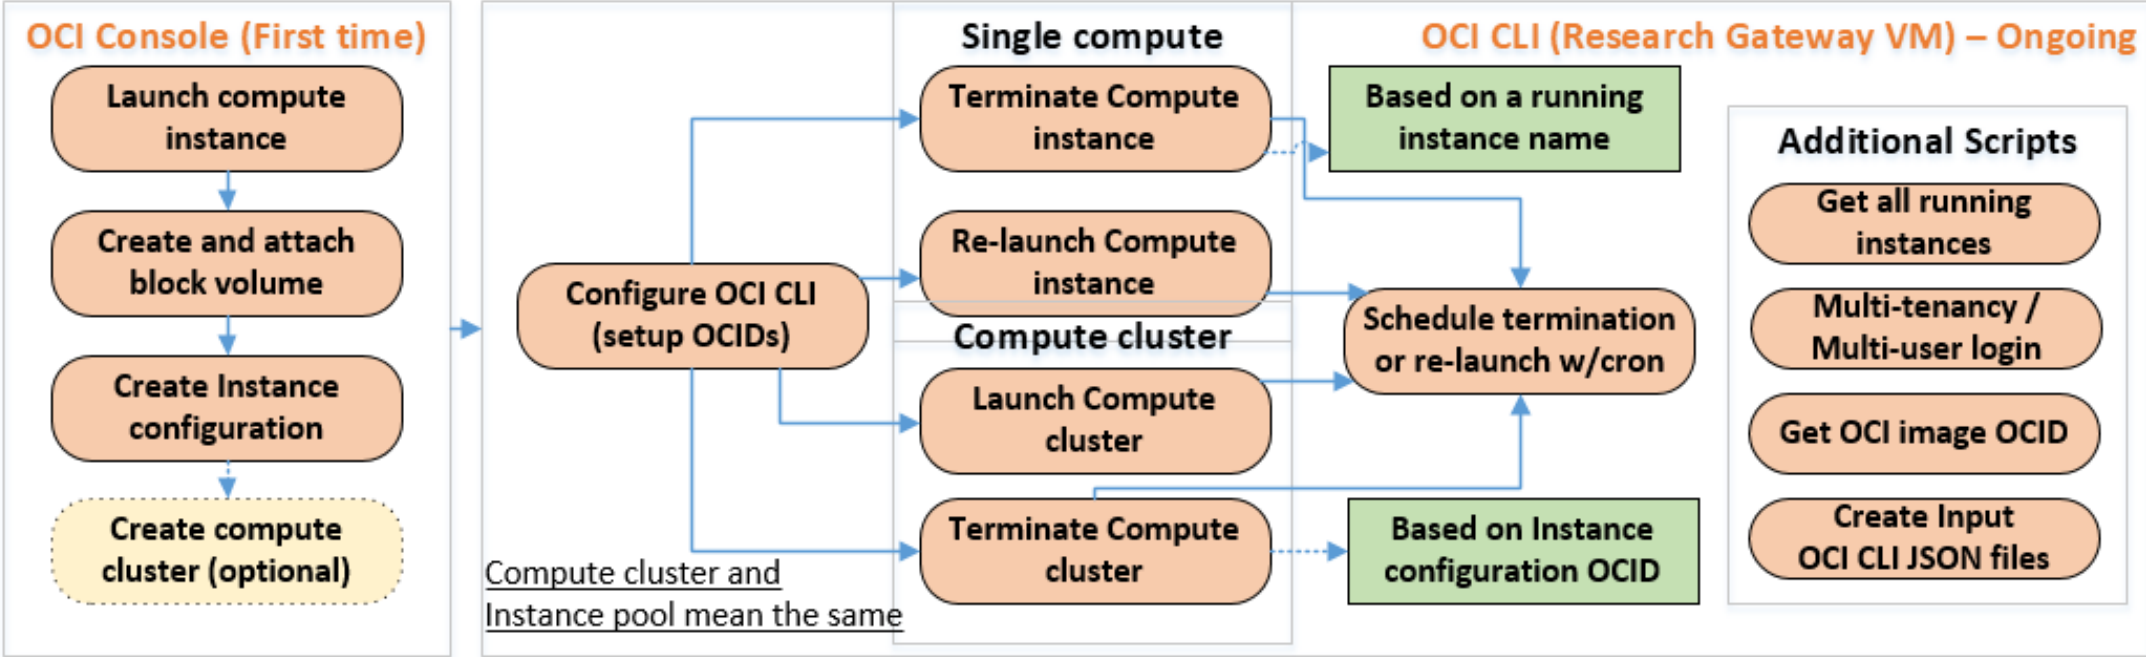 OCI Console (First time)
Launch compute
instance
Create and attach
block volume
Create Instance
configuration
Create compute
cluster (optional)
Configure OCI CLI
(setup OCIDs)
Compute cluster and
Instance pool mean the same
Single compute
Terminate Compute
instance
Re-launch Compute
instance
Compute cluster
Launch Compute
cluster
Terminate Compute
cluster
OCI CLI (Research Gateway VM) – Ongoing
Based on a running
instance name
Schedule termination
or re-launch w/cron
Based on Instance
configuration OCID
Additional Scripts
Get all running
instances
Multi-tenancy /
Multi-user login
Get OCI image OCID
Create Input
OCI CLI JSON files